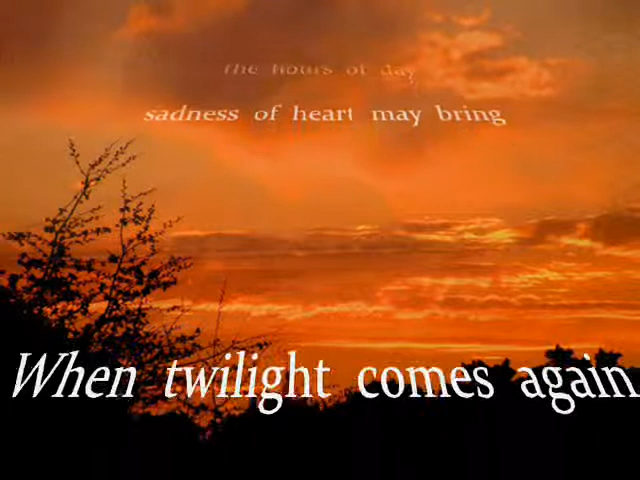 the hours of day
sadness of heart may bring
When twilight comes again